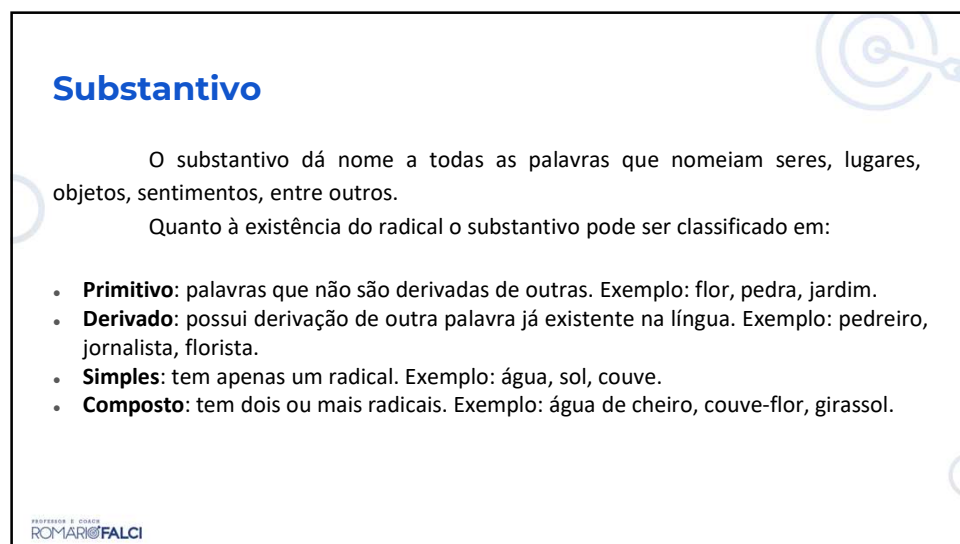 Substantivo
O substantivo dá nome a todas as palavras que nomeiam seres, lugares,
objetos, sentimentos, entre outros.
Quanto à existência do radical o substantivo pode ser classificado em:
• Primitivo: palavras que não são derivadas de outras. Exemplo: flor, pedra, jardim.
• Derivado: possui derivação de outra palavra já existente na língua. Exemplo: pedreiro,
jornalista, florista.
• Simples: tem apenas um radical. Exemplo: água, sol, couve.
• Composto: tem dois ou mais radicais. Exemplo: água de cheiro, couve-flor, girassol.
PROFESSOR E COACH
ROMÁRIO FALCI